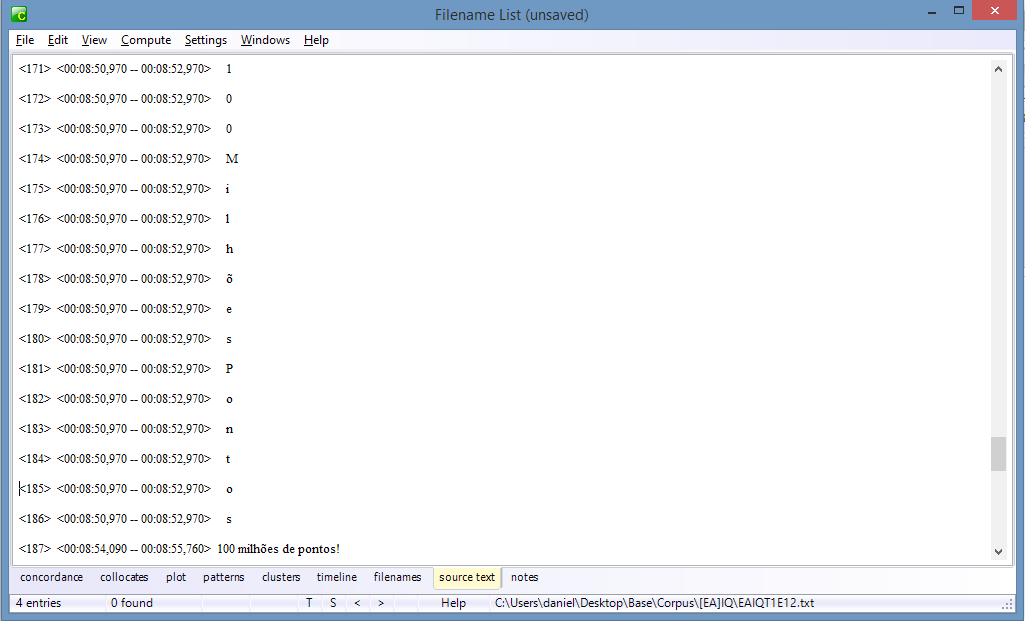 Filename List (unsaved)
File Edit View Compute Settings Windows Help
<171> <00:08:50,970 -- 00:08:52,970> 1
<172> <00:08:50,970 -- 00:08:52,970> 0
<173> <00:08:50,970 -- 00:08:52,970> 0
<174> <00:08:50,970 -- 00:08:52,970> M
<175> <00:08:50,970 -- 00:08:52,970> i
<176> <00:08:50,970 -- 00:08:52,970> l
<177> <00:08:50,970 -- 00:08:52,970> h
<178> <00:08:50,970 -- 00:08:52,970> õ
<179> <00:08:50,970 -- 00:08:52,970> e
<180> <00:08:50,970 -- 00:08:52,970> s
<181> <00:08:50,970 -- 00:08:52,970> P
<182> <00:08:50,970 -- 00:08:52,970> o
<183> <00:08:50,970 -- 00:08:52,970> n
<184> <00:08:50,970 -- 00:08:52,970> t
<185> <00:08:50,970 -- 00:08:52,970> o
<186> <00:08:50,970 -- 00:08:52,970> s
<187> <00:08:54,090 -- 00:08:55,760> 100 milhões de pontos!
concordance collocates plot patterns clusters timeline filenames source text notes
4 entries 0 found T S < > Help C:\Users\daniel\Desktop\Base\Corpus\[EA]IQ\EAIQT1E12.txt